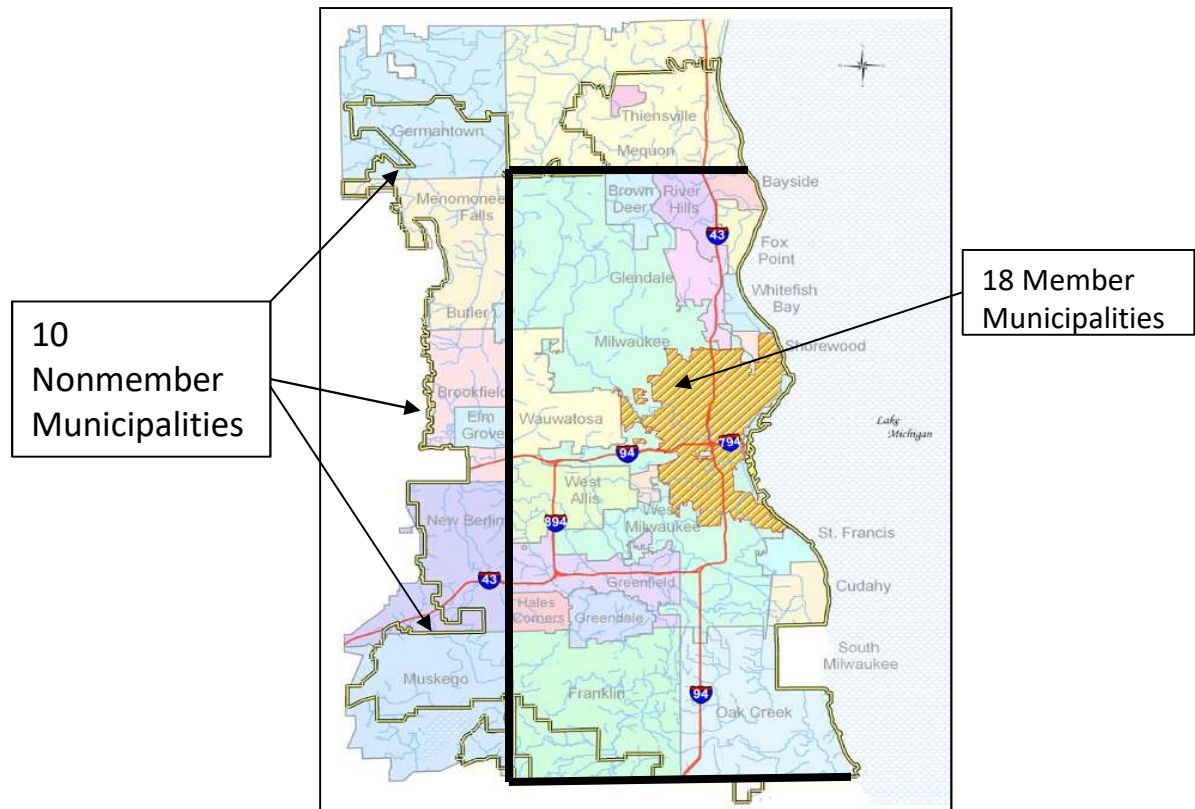 Thiensville
Germantown
Mequon
Bayside
Brown
Deer
River
Hills
Menomonee
Falls
43
Fox
Point
Glendale
Whitefish
Bay
18 Member
Municipalities
10
Nonmember
Municipalities
Butler
Milwaukee
Shorewood
Brookfield
Elm
Grove
Wauwatosa
Lake
Michigan
94
794
West
Allis
New Berlin
894
West
Milwaukee
St. Francis
43
Greenfield
Cudahy
Hales
Corners
Greendale
South
Milwaukee
Muskego
Franklin
94
Oak Creek